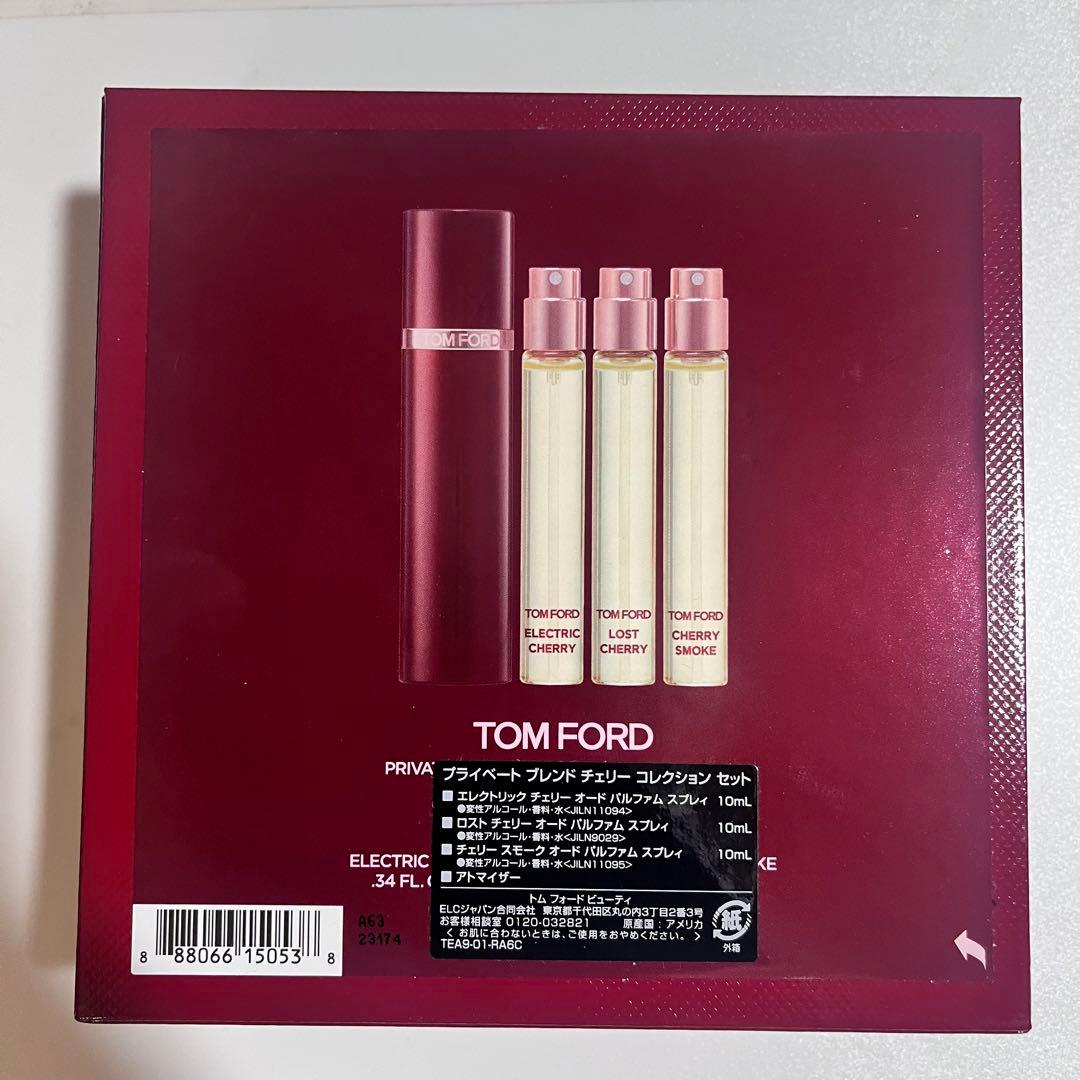 TOM FORD
TOM FORD
ELECTRIC
CHERRY
TOM FORD
LOST
CHERRY
TOM FORD
CHERRY
SMOKE
TOM FORD
PRIVAT
プライベート ブレンド チェリー コレクション セット
エレクトリック チェリー オード パルファム スプレィ 10mL
●変性アルコール・香料・水<JILN11094>
ロスト チェリー オード パルファム スプレィ 10mL
●変性アルコール・香料・水<JILN9029>
チェリー スモーク オード パルファム スプレィ 10mL
●変性アルコール・香料・水<JILN11095>
アトマイザー
トム フォード ビューティ
ELCジャパン合同会社 東京都千代田区丸の内3丁目2番3号
お客様相談室 0120-032821 原産国:アメリカ
< お肌に合わないときは、ご使用をおやめください。>
TEA9-01-RA6C
紙
外箱
ELECTRIC
KE
.34 FL.
A63
23174
8 88066 15053 8